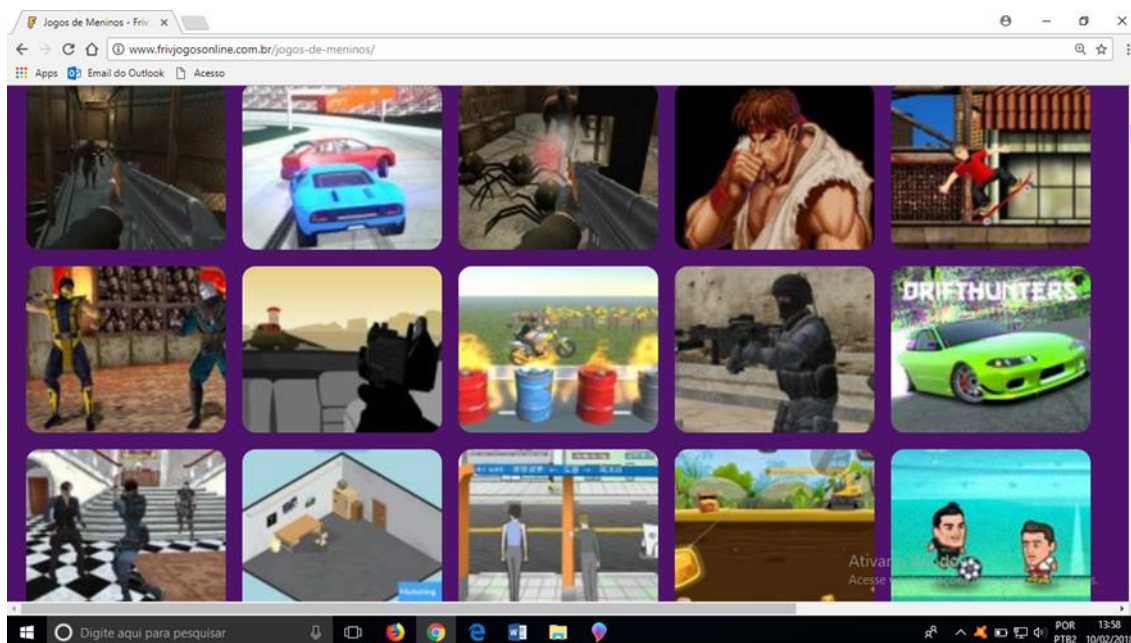 Jogos de Meninos - Friv
www.frivjogosonline.com.br/jogos-de-meninos/
Apps
Email do Outlook
Acesso
DRIFTHUNTERS
Marketing
Digite aqui para pesquisar
POR
PTB2
13:58